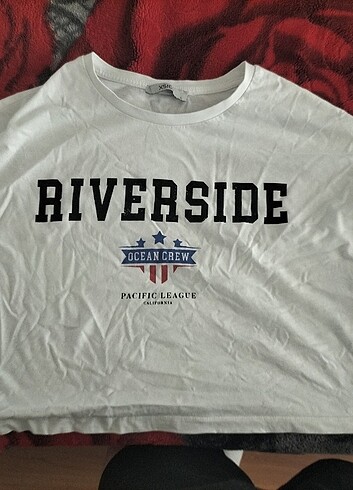 RIVERSIDE
OCEAN CREW
PACIFIC LEAGUE
CALIFORNIA